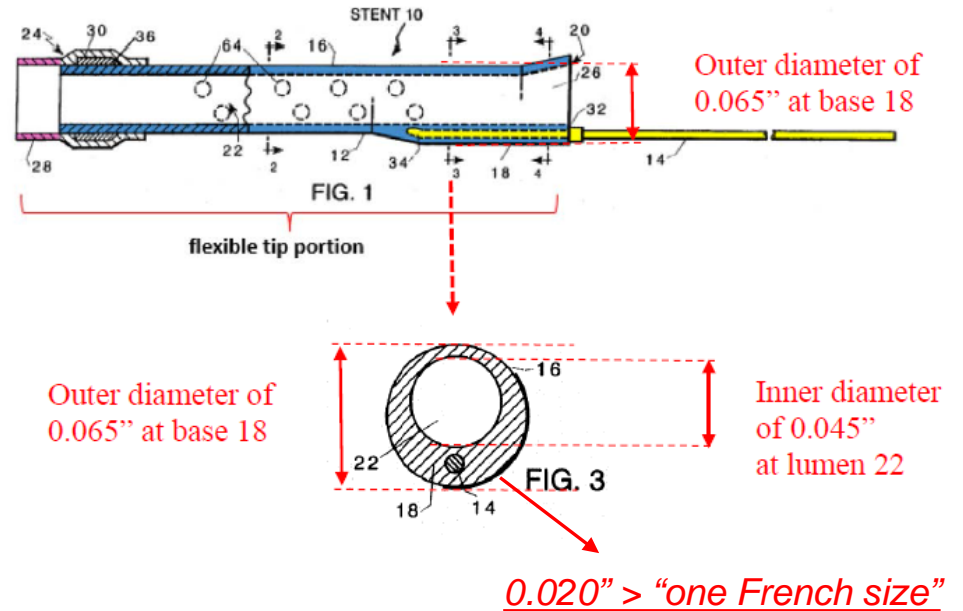 STENT 10
24 30 36 64 2 16 3 4 20
26
Outer diameter of
0.065” at base 18
32
28 22 2 12 34 3 18 4 14
FIG. 1
flexible tip portion
Outer diameter of
0.065” at base 18
16
Inner diameter
of 0.045”
at lumen 22
22
18 14 FIG. 3
0.020” > “one French size”